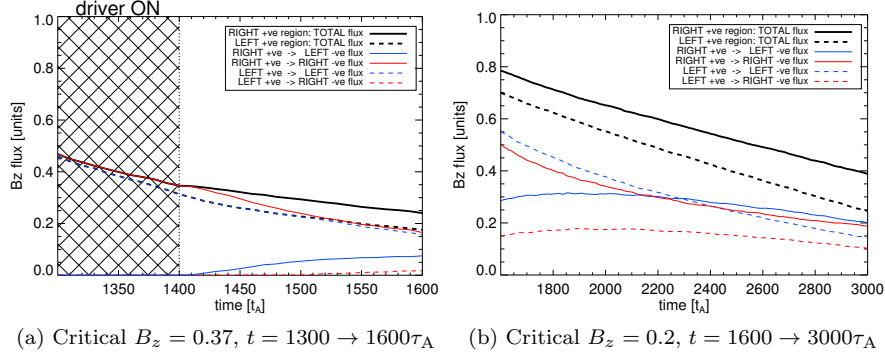 driver ON
RIGHT +ve region: TOTAL flux
LEFT +ve region: TOTAL flux
RIGHT +ve -> LEFT -ve flux
RIGHT +ve -> RIGHT -ve flux
LEFT +ve -> LEFT -ve flux
LEFT +ve -> RIGHT -ve flux
1.0
0.8
0.6
0.4
0.2
0.0
Bz flux [units]
1350 1400 1450 1500 1550 1600
time [t_A]
(a) Critical B_z = 0.37, t = 1300 → 1600τ_A
RIGHT +ve region: TOTAL flux
LEFT +ve region: TOTAL flux
RIGHT +ve -> LEFT -ve flux
RIGHT +ve -> RIGHT -ve flux
LEFT +ve -> LEFT -ve flux
LEFT +ve -> RIGHT -ve flux
1.0
0.8
0.6
0.4
0.2
0.0
Bz flux [units]
1800 2000 2200 2400 2600 2800 3000
time [t_A]
(b) Critical B_z = 0.2, t = 1600 → 3000τ_A